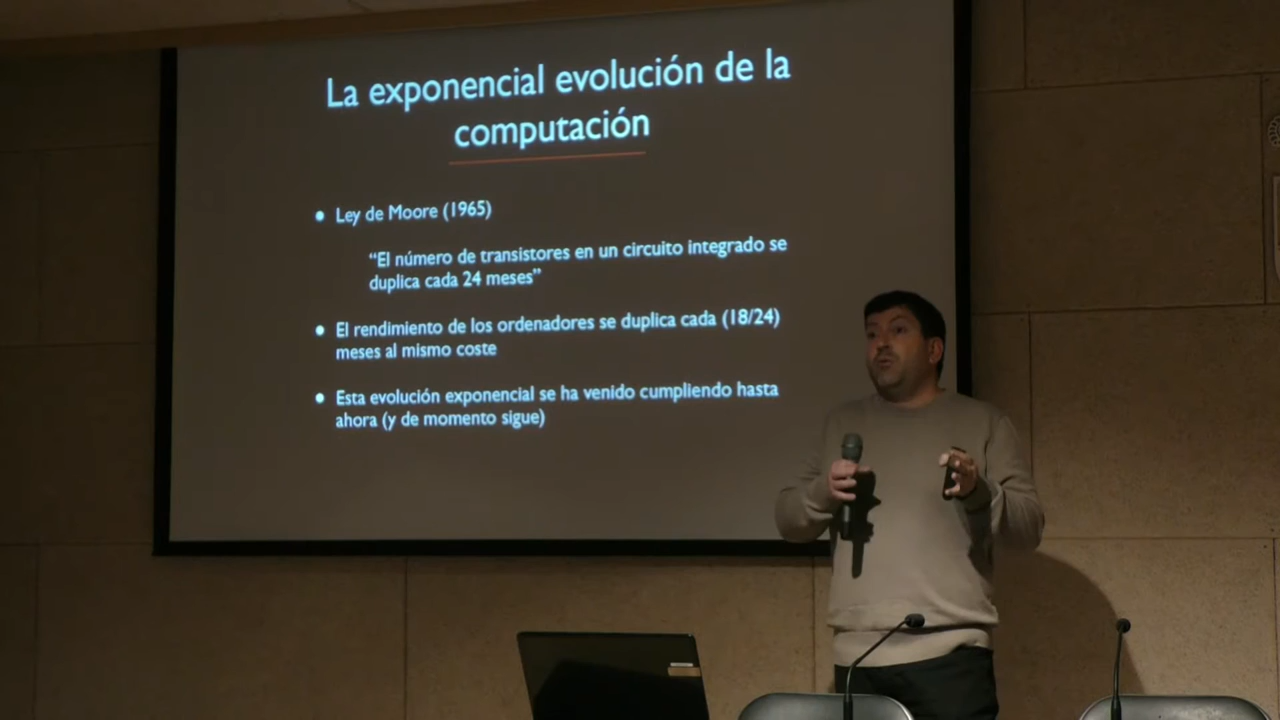 La exponencial evolución de la
computación
• Ley de Moore (1965)
“El número de transistores en un circuito integrado se
duplica cada 24 meses”
• El rendimiento de los ordenadores se duplica cada (18/24)
meses al mismo coste
• Esta evolución exponencial se ha venido cumpliendo hasta
ahora (y de momento sigue)